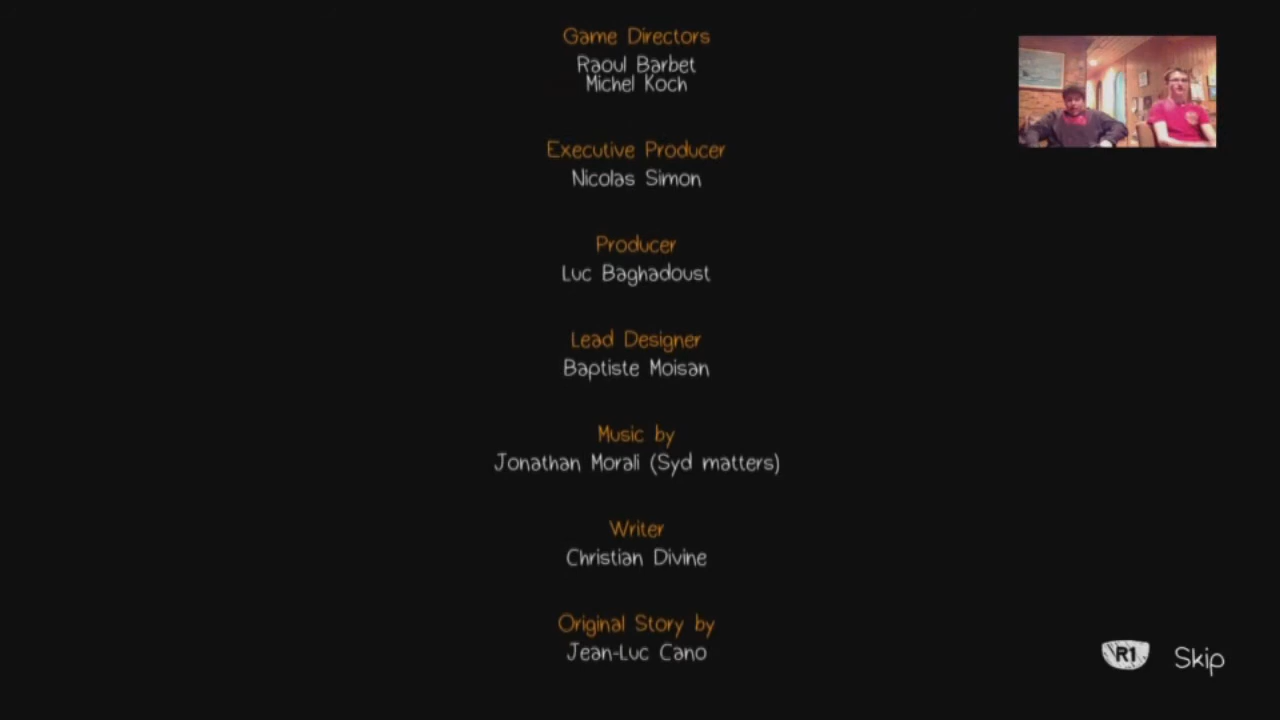 Game Directors
Raoul Barbet
Michel Koch
Executive Producer
Nicolas Simon
Producer
Luc Baghadoust
Lead Designer
Baptiste Moisan
Music by
Jonathan Morali (Syd matters)
Writer
Christian Divine
Original Story by
Jean-Luc Cano
R1 Skip